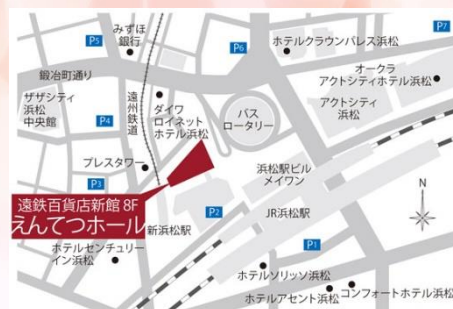 P5
みずほ
銀行
P6
ホテルクラウンパレス浜松
P7
鍛冶町通り
オークラ
アクトシティホテル浜松
ザザシティ
浜松
中央館
遠州鉄道
ダイワ
ロイネット
ホテル浜松
バス
ロータリー
アクトシティ
浜松
P4
プレスタワー
浜松駅ビル
メイワン
P3
遠鉄百貨店新館 8F
えんてつホール
新浜松駅
P2
JR浜松駅
N
ホテルセンチュリー
イン浜松
P1
ホテルソリッソ浜松
ホテルアセント浜松
コンフォートホテル浜松